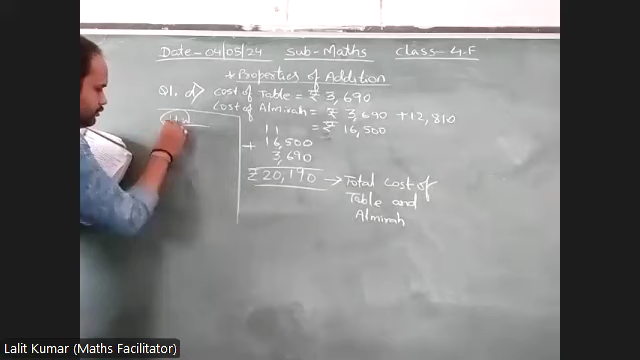 Date-04/05/24 Sub-Maths Class-4-F
*Properties of Addition
Q1. d> Cost of Table = ₹ 3,690
Cost of Almirah = ₹ 3,690 + 12,810
= ₹ 16,500
H.W
11
16,500
+ 3,690
₹ 20,190 → Total cost of
Table and
Almirah
Lalit Kumar (Maths Facilitator)